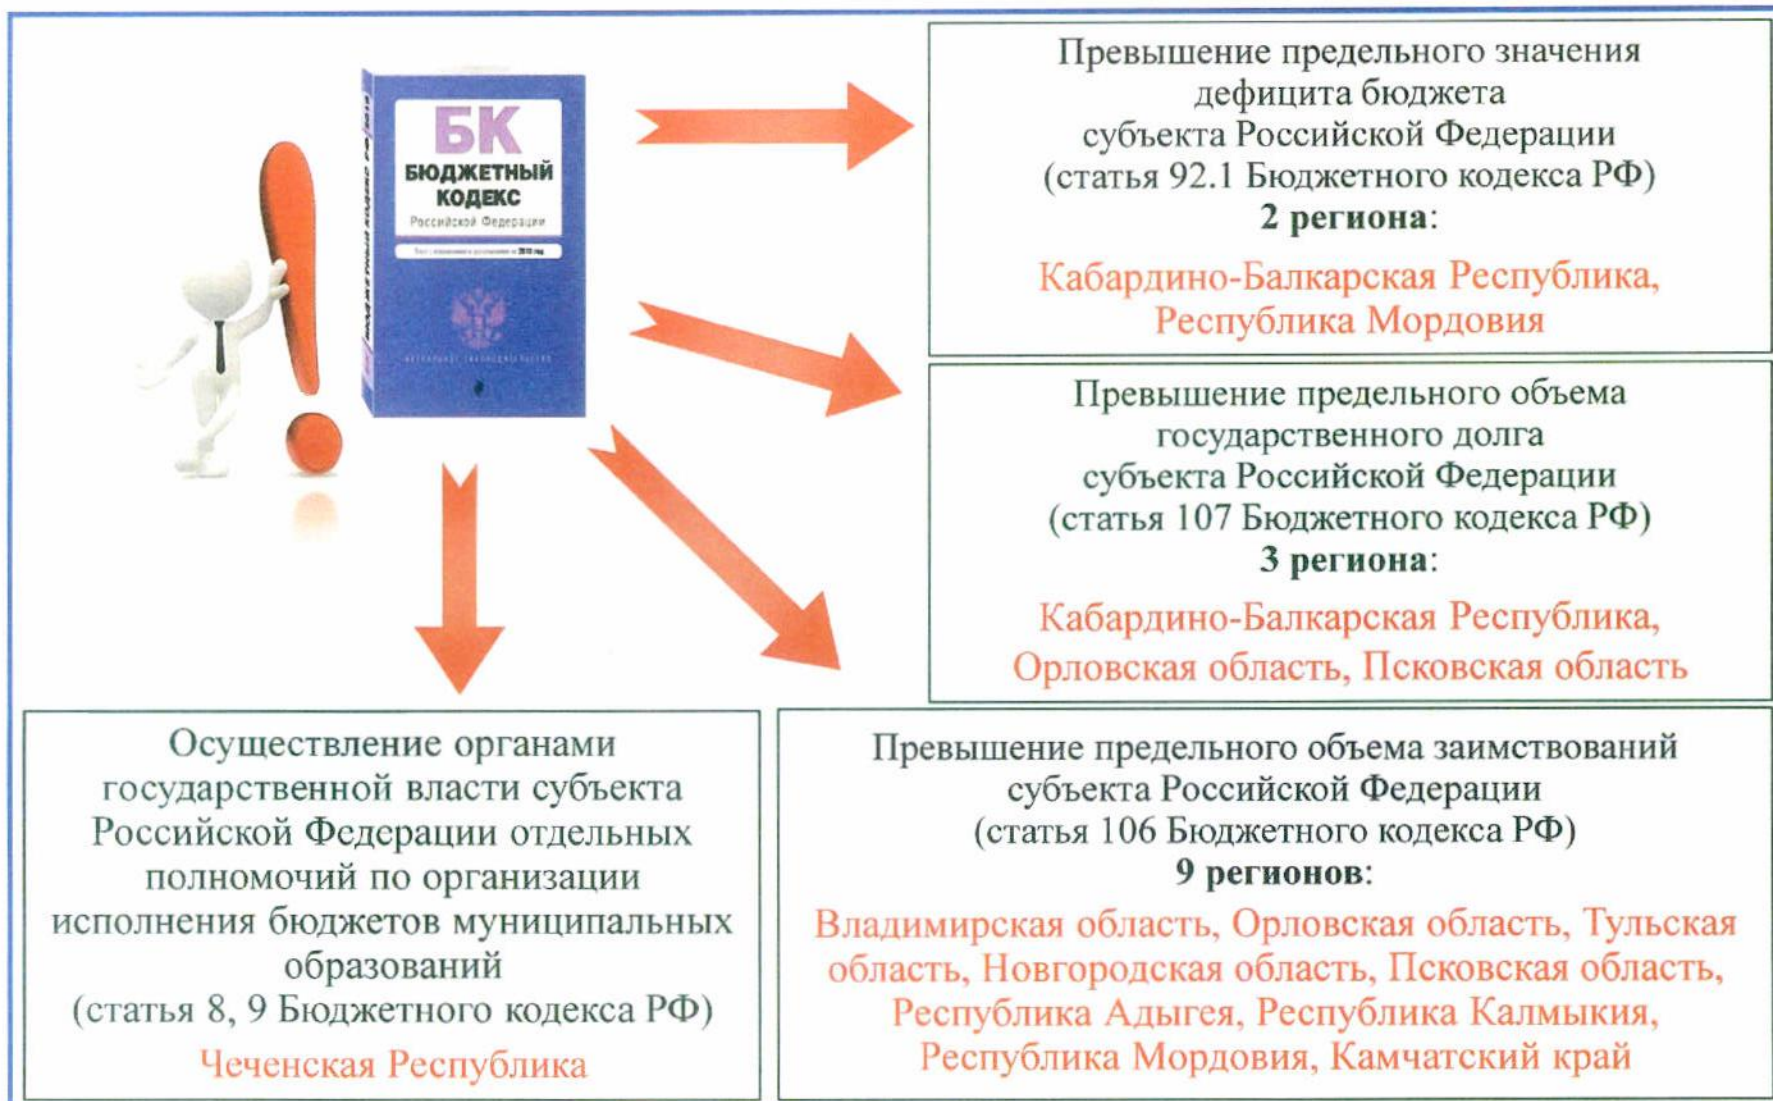 БК
БЮДЖЕТНЫЙ
КОДЕКС
Российской Федерации
Превышение предельного значения
дефицита бюджета
субъекта Российской Федерации
(статья 92.1 Бюджетного кодекса РФ)
2 региона:
Кабардино-Балкарская Республика,
Республика Мордовия
Превышение предельного объема
государственного долга
субъекта Российской Федерации
(статья 107 Бюджетного кодекса РФ)
3 региона:
Кабардино-Балкарская Республика,
Орловская область, Псковская область
Осуществление органами
государственной власти субъекта
Российской Федерации отдельных
полномочий по организации
исполнения бюджетов муниципальных
образований
(статья 8, 9 Бюджетного кодекса РФ)
Чеченская Республика
Превышение предельного объема заимствований
субъекта Российской Федерации
(статья 106 Бюджетного кодекса РФ)
9 регионов:
Владимирская область, Орловская область, Тульская
область, Новгородская область, Псковская область,
Республика Адыгея, Республика Калмыкия,
Республика Мордовия, Камчатский край